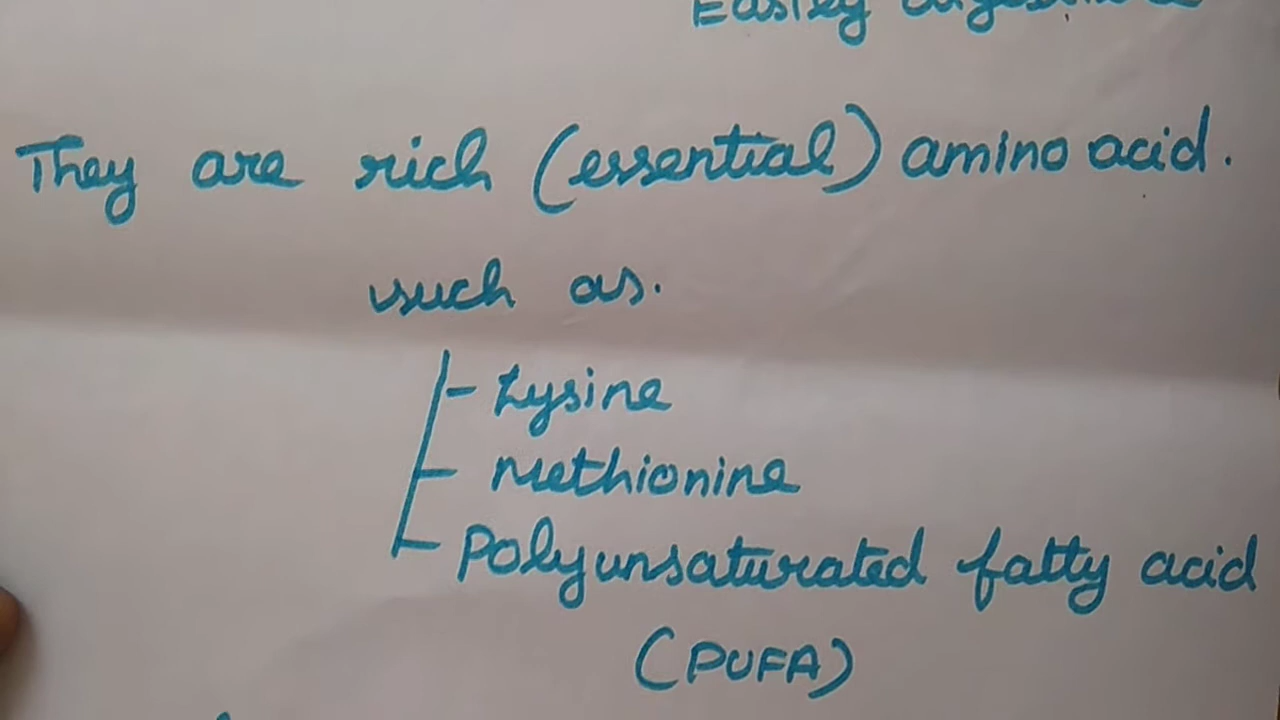 They are rich (essential) amino acid.
such as.
Lysine
Methionine
Polyunsaturated fatty acid
(PUFA)